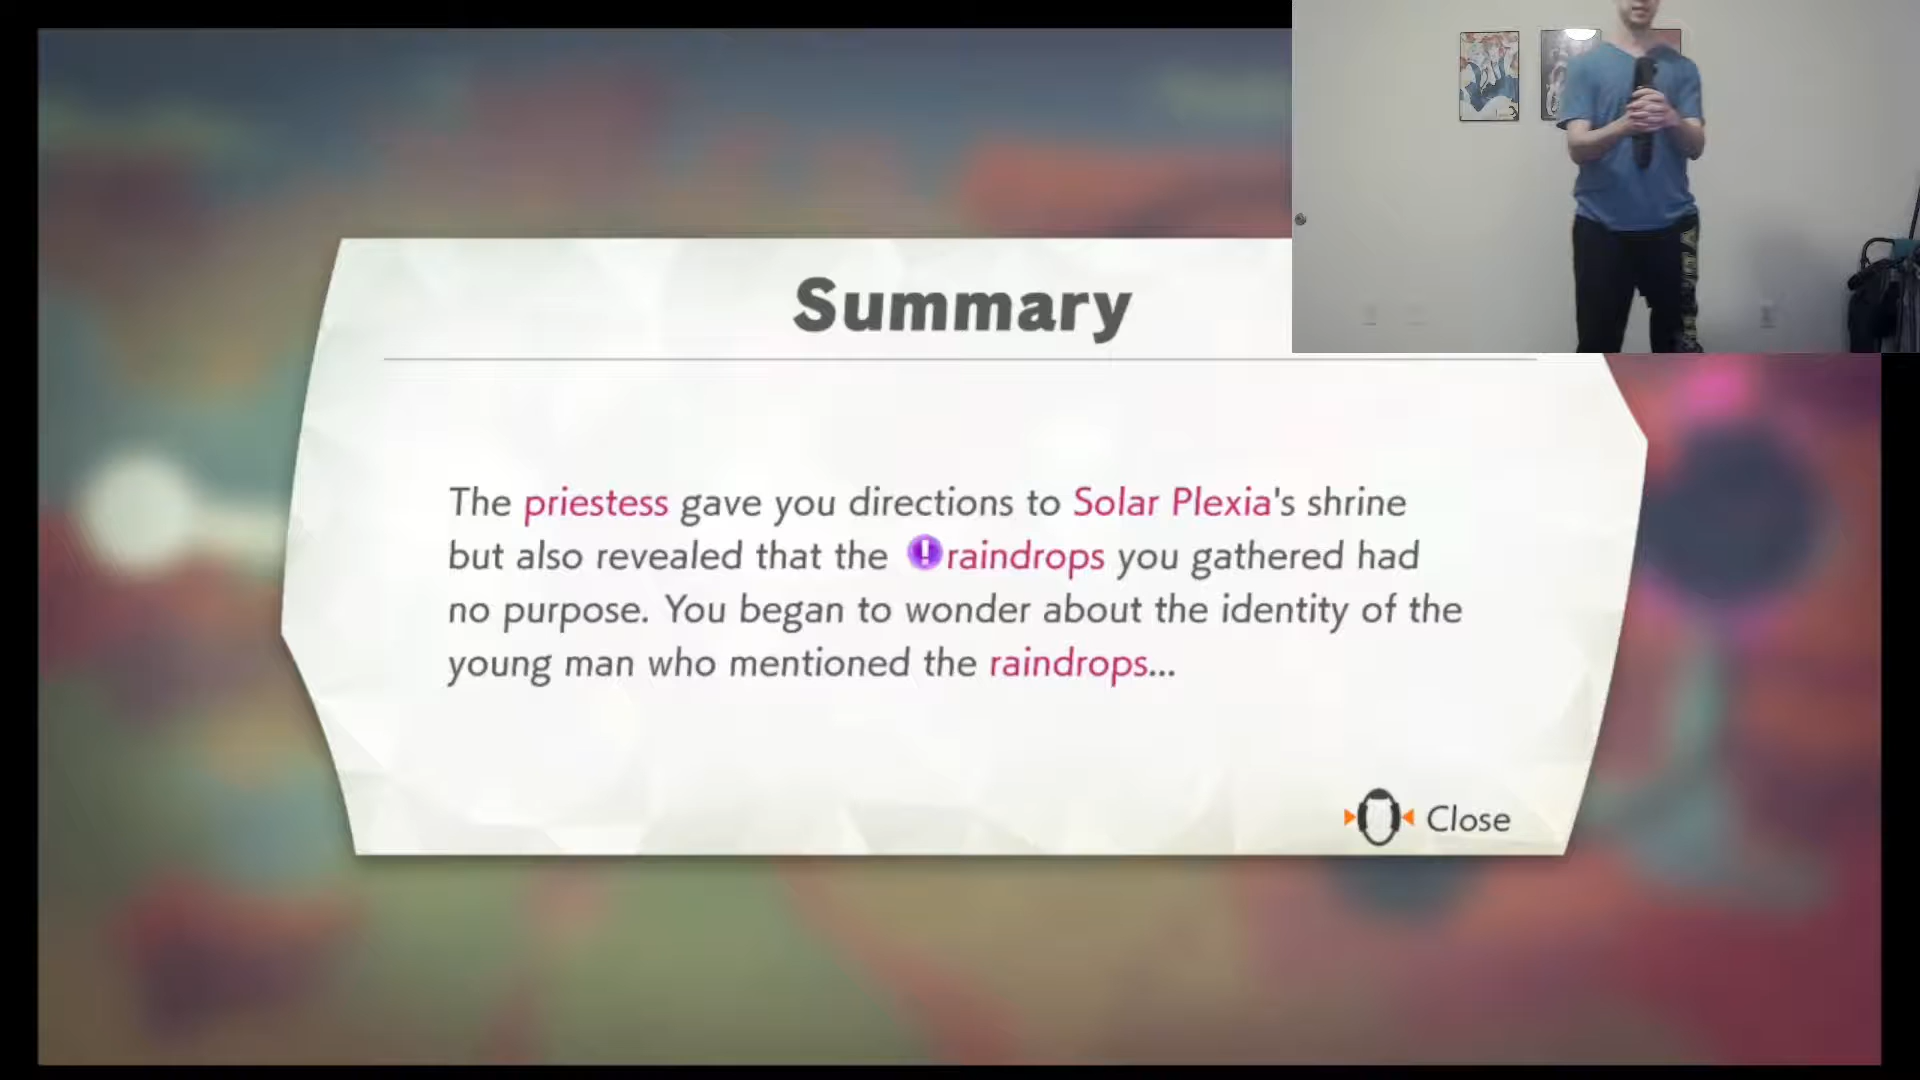 Summary
The priestess gave you directions to Solar Plexia's shrine
but also revealed that the ! raindrops you gathered had
no purpose. You began to wonder about the identity of the
young man who mentioned the raindrops...
Close